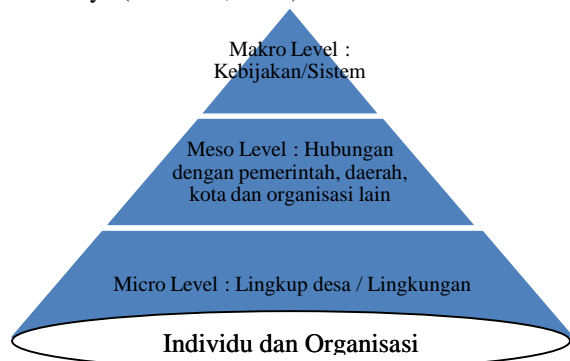 Makro Level :
Kebijakan/Sistem
Meso Level : Hubungan
dengan pemerintah, daerah,
kota dan organisasi lain
Micro Level : Lingkup desa / Lingkungan
Individu dan Organisasi